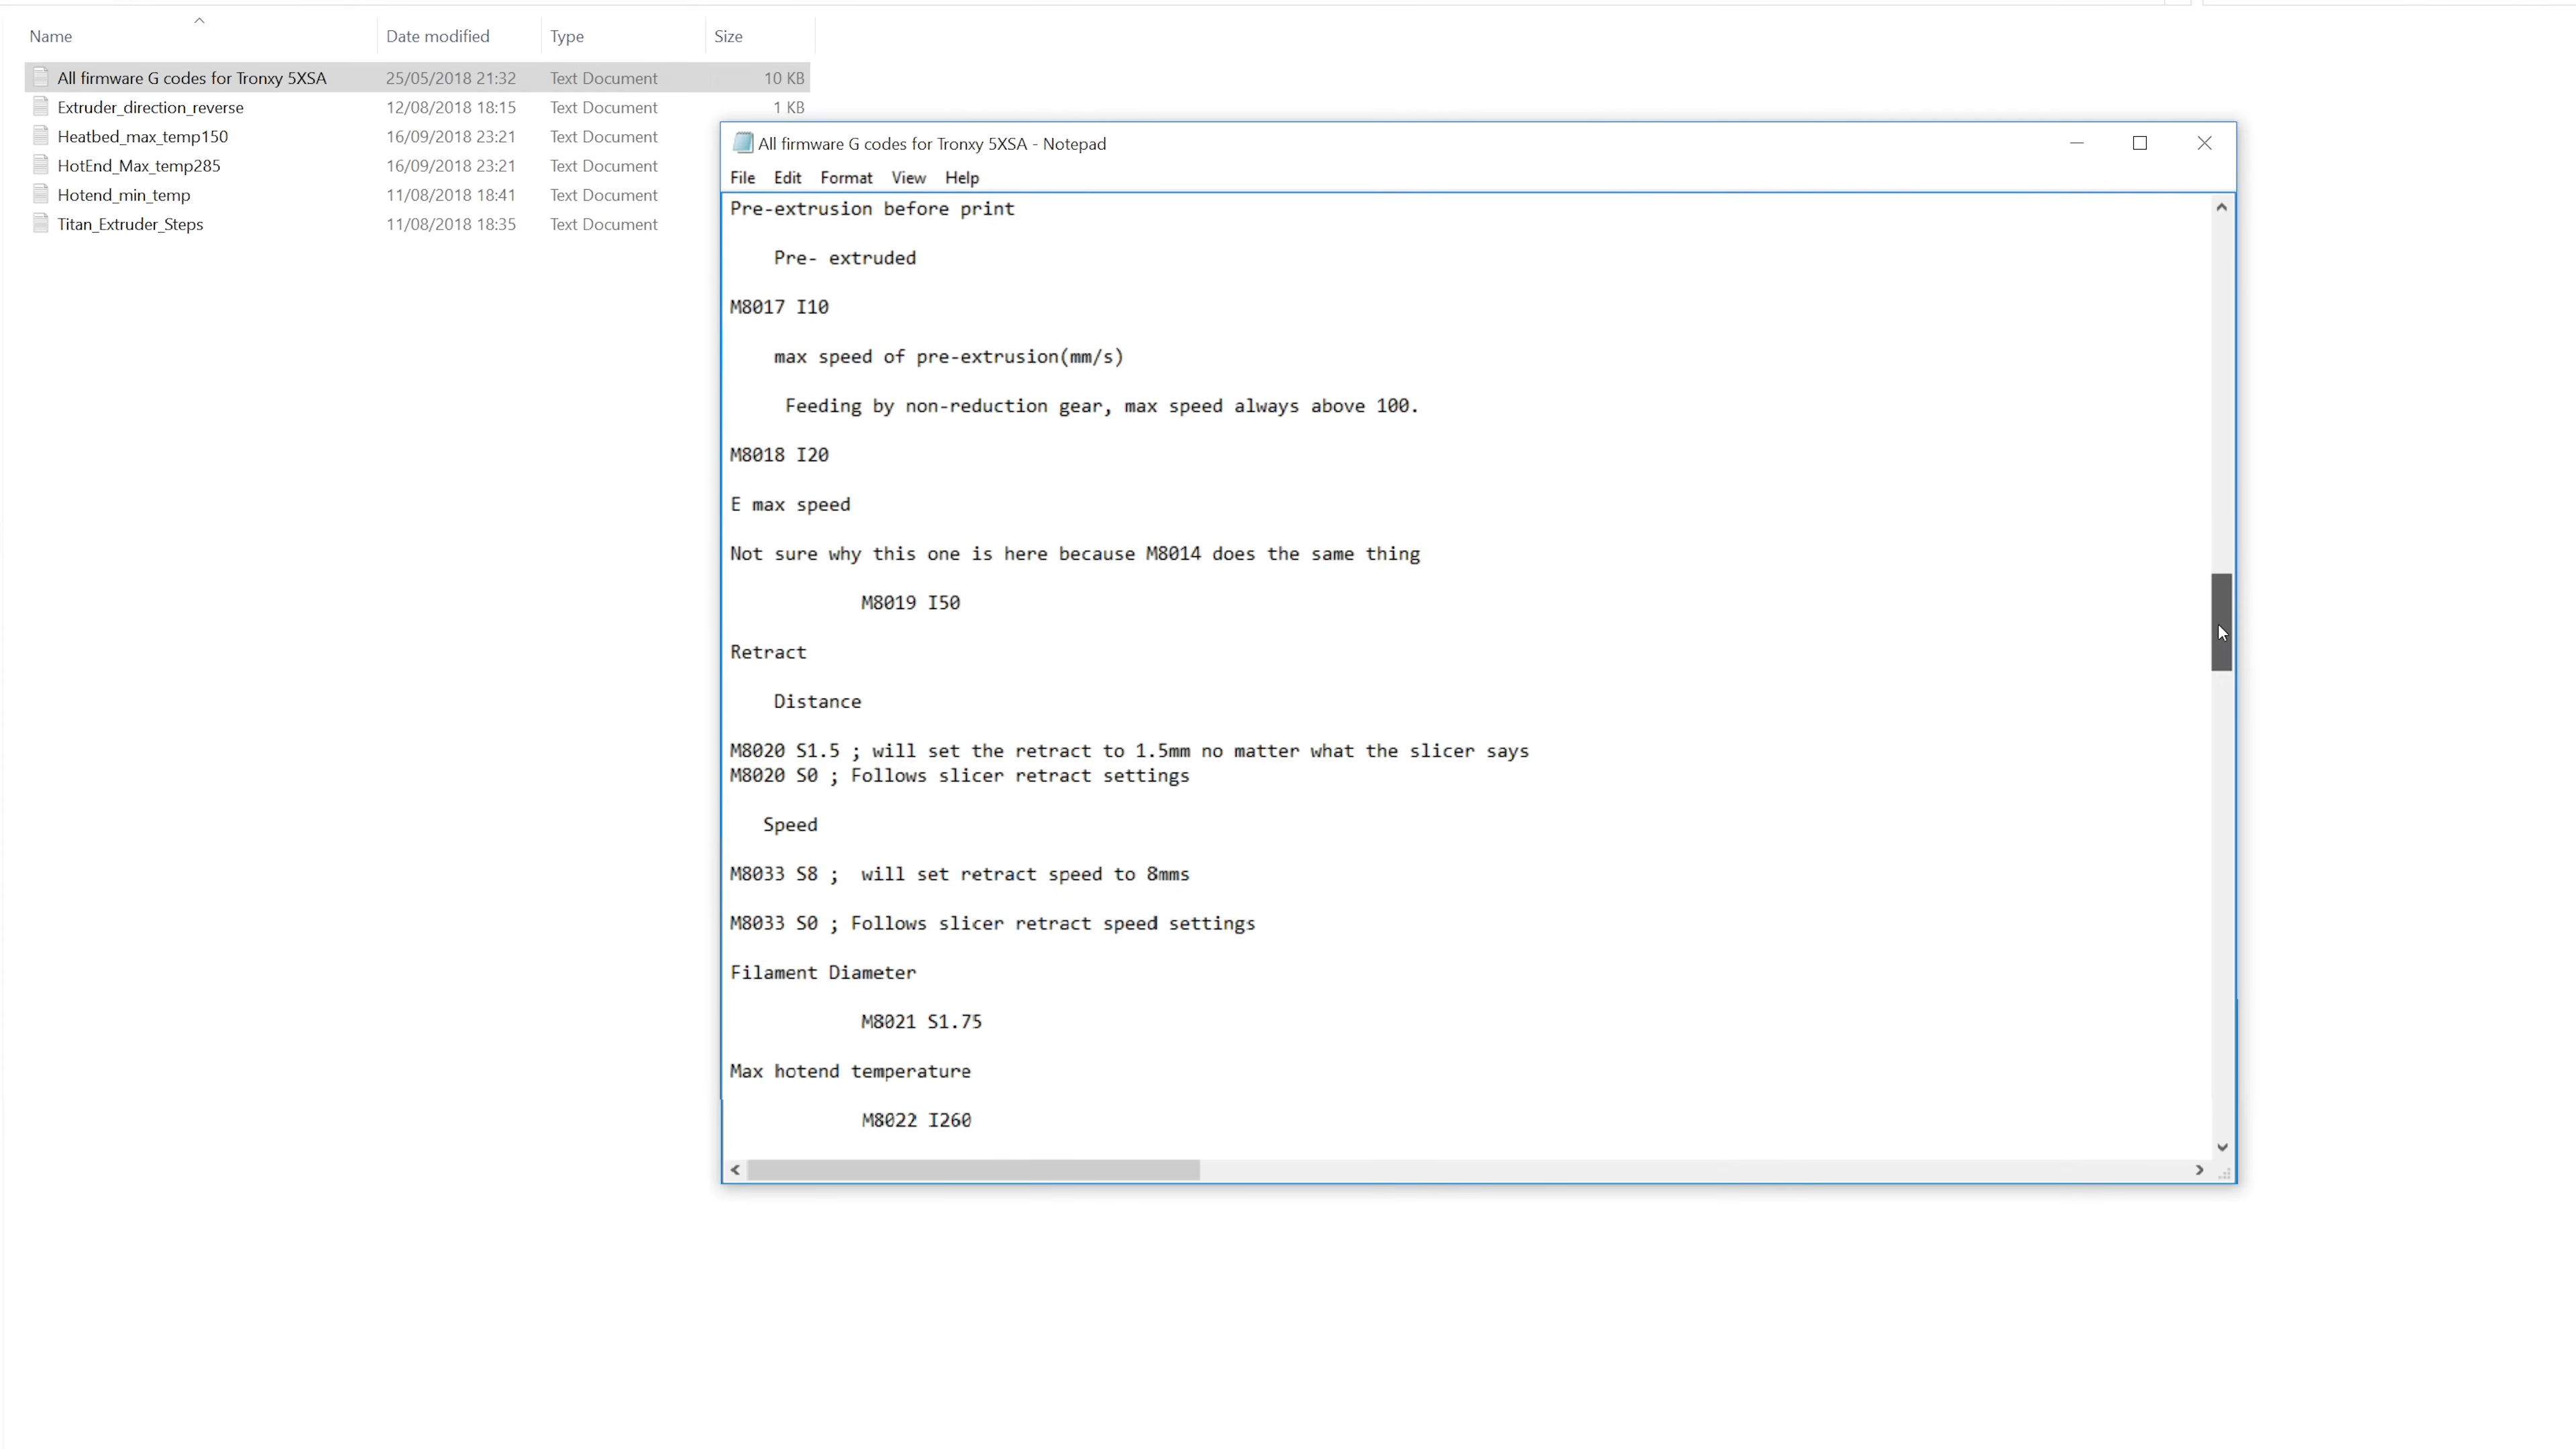 Name Date modified Type Size
All firmware G codes for Tronxy 5XSA 25/05/2018 21:32 Text Document 10 KB
Extruder_direction_reverse 12/08/2018 18:15 Text Document 1 KB
Heatbed_max_temp150 16/09/2018 23:21 Text Document
HotEnd_Max_temp285 16/09/2018 23:21 Text Document
Hotend_min_temp 11/08/2018 18:41 Text Document
Titan_Extruder_Steps 11/08/2018 18:35 Text Document
All firmware G codes for Tronxy 5XSA - Notepad
File Edit Format View Help
Pre-extrusion before print
Pre- extruded
M8017 I10
max speed of pre-extrusion(mm/s)
Feeding by non-reduction gear, max speed always above 100.
M8018 I20
E max speed
Not sure why this one is here because M8014 does the same thing
M8019 I50
Retract
Distance
M8020 S1.5 ; will set the retract to 1.5mm no matter what the slicer says
M8020 S0 ; Follows slicer retract settings
Speed
M8033 S8 ;  will set retract speed to 8mms
M8033 S0 ; Follows slicer retract speed settings
Filament Diameter
M8021 S1.75
Max hotend temperature
M8022 I260